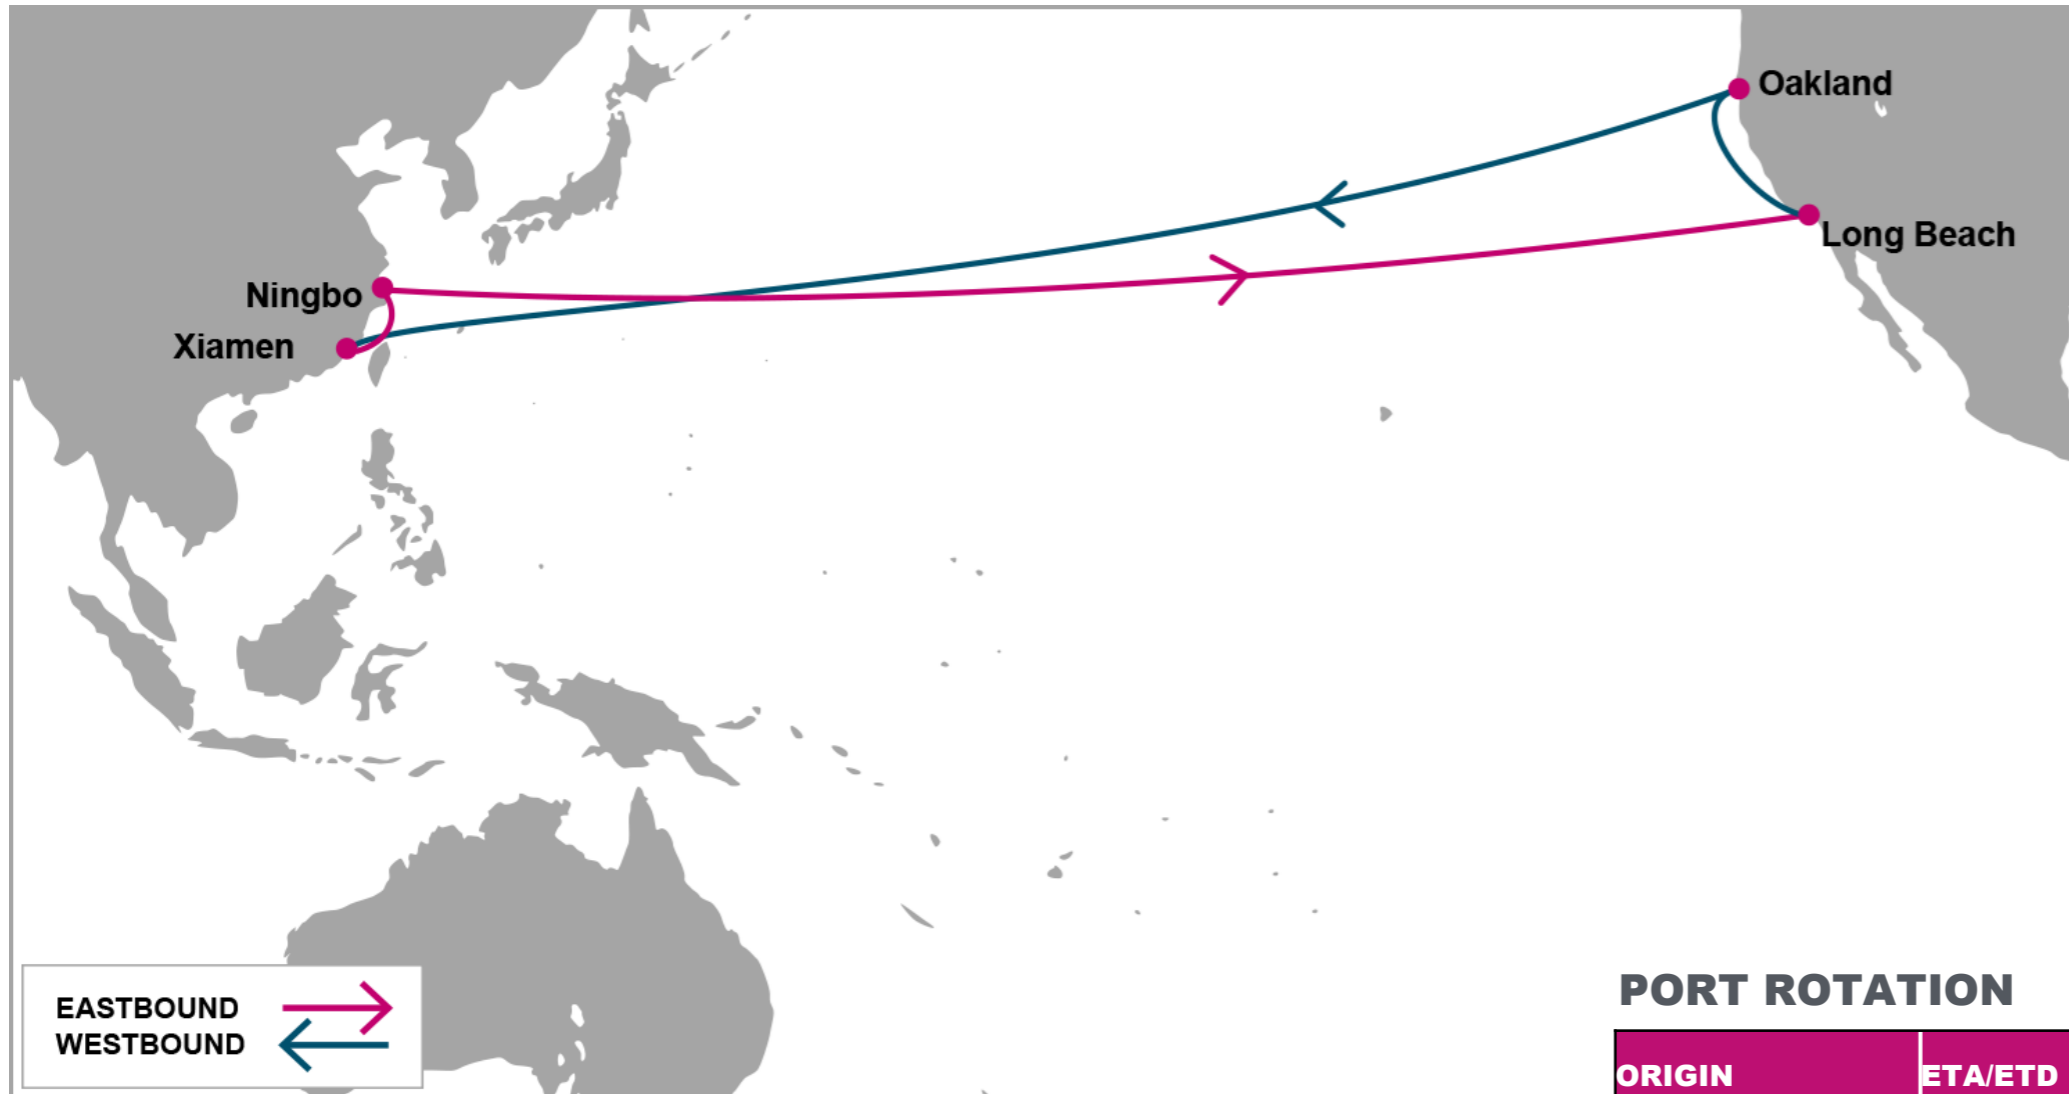 Oakland
Long Beach
Ningbo
Xiamen
EASTBOUND
WESTBOUND
PORT ROTATION
ORIGIN ETA/ETD